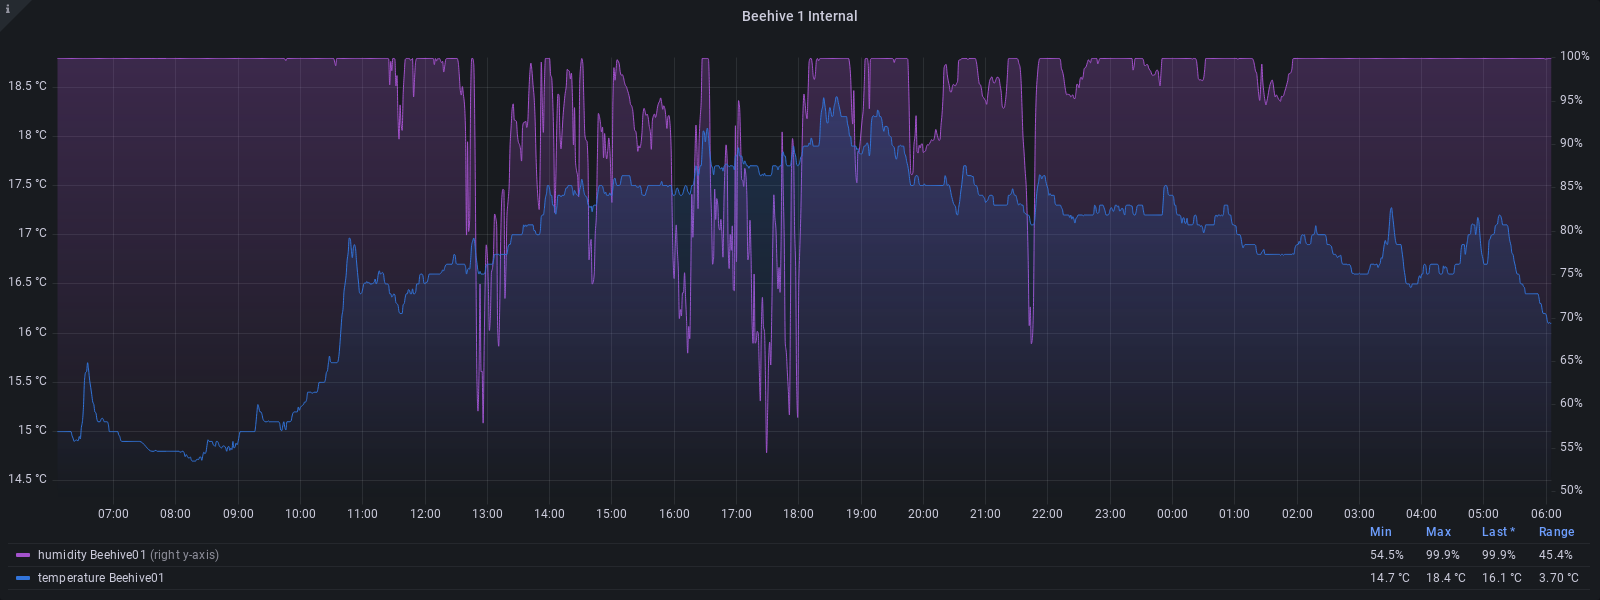 i
Beehive 1 Internal
18.5 °C
18 °C
17.5 °C
17 °C
16.5 °C
16 °C
15.5 °C
15 °C
14.5 °C
100%
95%
90%
85%
80%
75%
70%
65%
60%
55%
50%
07:00 08:00 09:00 10:00 11:00 12:00 13:00 14:00 15:00 16:00 17:00 18:00 19:00 20:00 21:00 22:00 23:00 00:00 01:00 02:00 03:00 04:00 05:00 06:00
Min Max Last * Range
humidity Beehive01 (right y-axis) 54.5% 99.9% 99.9% 45.4%
temperature Beehive01 14.7 °C 18.4 °C 16.1 °C 3.70 °C